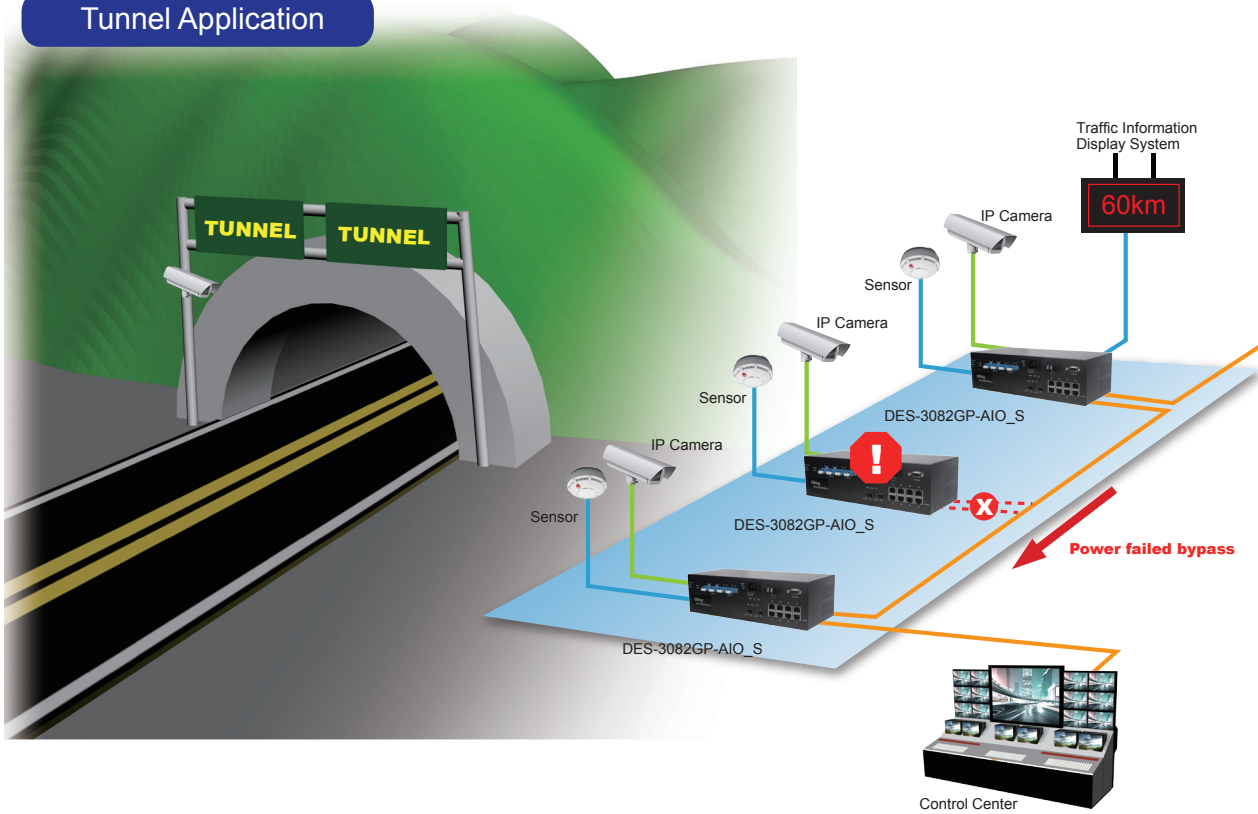 Tunnel Application
TUNNEL
TUNNEL
Traffic Information
Display System
60km
IP Camera
Sensor
DES-3082GP-AIO_S
IP Camera
Sensor
!
DES-3082GP-AIO_S
X
Power failed bypass
IP Camera
Sensor
DES-3082GP-AIO_S
Control Center